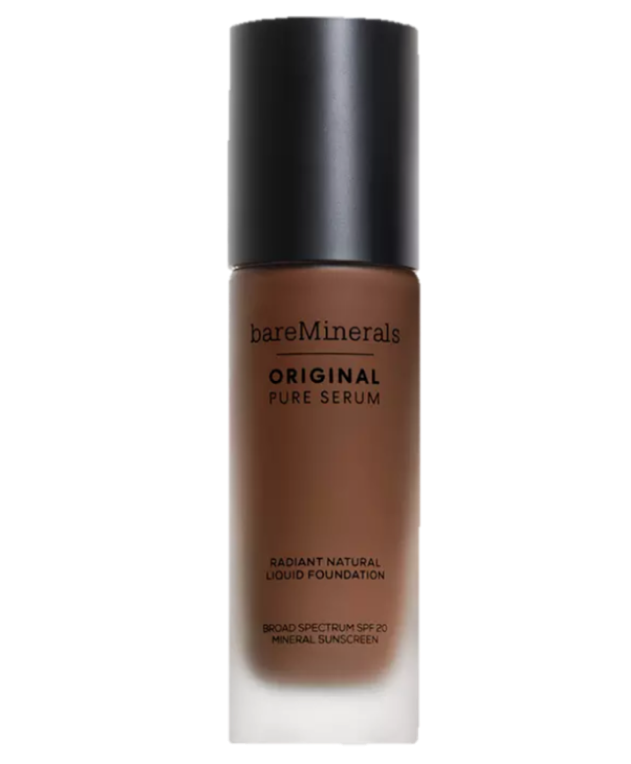 bareMinerals
ORIGINAL
PURE SERUM
RADIANT NATURAL
LIQUID FOUNDATION
BROAD SPECTRUM SPF 20
MINERAL SUNSCREEN